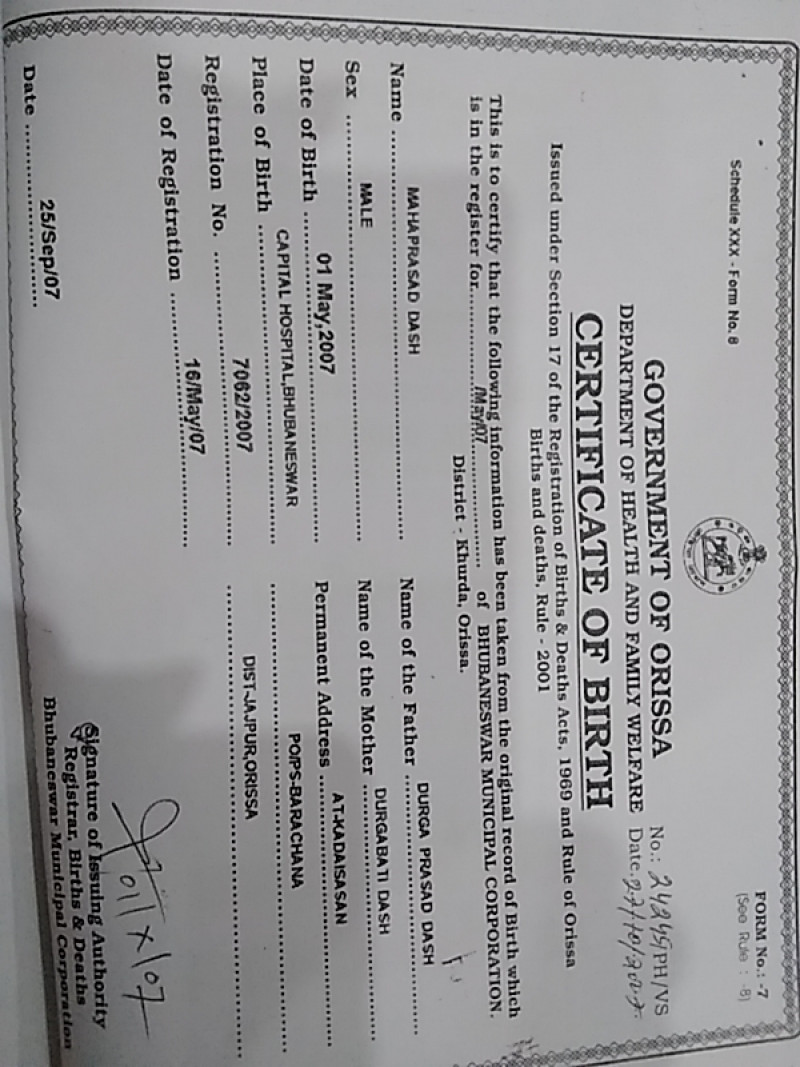 FORM No.: -7
Schedule XXX - Form No. 8
(See Rule : -8)
GOVERNMENT OF ORISSA
No.: PH/VS
DEPARTMENT OF HEALTH AND FAMILY WELFARE
Date.
CERTIFICATE OF BIRTH
Issued under Section 17 of the Registration of Births & Deaths Acts, 1969 and Rule of Orissa
Births and deaths, Rule - 2001
This is to certify that the following information has been taken from the original record of Birth which
is in the register for............/May/07............ of BHUBANESWAR MUNICIPAL CORPORATION.
District - Khurda, Orissa.
Name ............ MAHAPRASAD DASH
Name of the Father ............ DURGA PRASAD DASH
Sex ............ MALE
Name of the Mother ............ DURGABATI DASH
Date of Birth ............ 01 May,2007
Permanent Address ............ AT-KADAISASAN
Place of Birth ............ CAPITAL HOSPITAL,BHUBANESWAR
PO/PS-BARACHANA
Registration No. ............ 7062/2007
DIST-JAJPUR,ORISSA
Date of Registration ............ 16/May/07
Date ............ 25/Sep/07
Signature of Issuing Authority
Registrar, Births & Deaths
Bhubaneswar Municipal Corporation